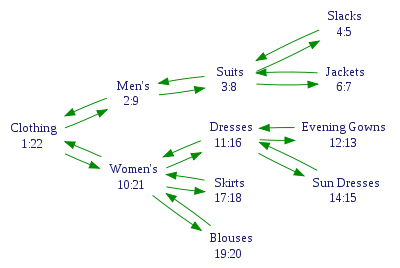 Slacks
4:5
Suits
3:8
Jackets
6:7
Men's
2:9
Clothing
1:22
Dresses
11:16
Evening Gowns
12:13
Women's
10:21
Skirts
17:18
Sun Dresses
14:15
Blouses
19:20